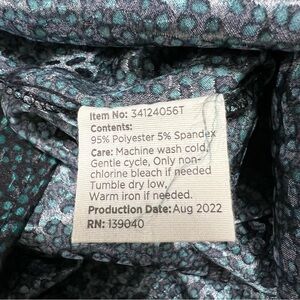 Item No: 34124056T
Contents:
95% Polyester 5% Spandex
Care: Machine wash cold,
Gentle cycle, Only non-
chlorine bleach if needed
Tumble dry low,
Warm iron if needed.
Production Date: Aug 2022
RN: 139040